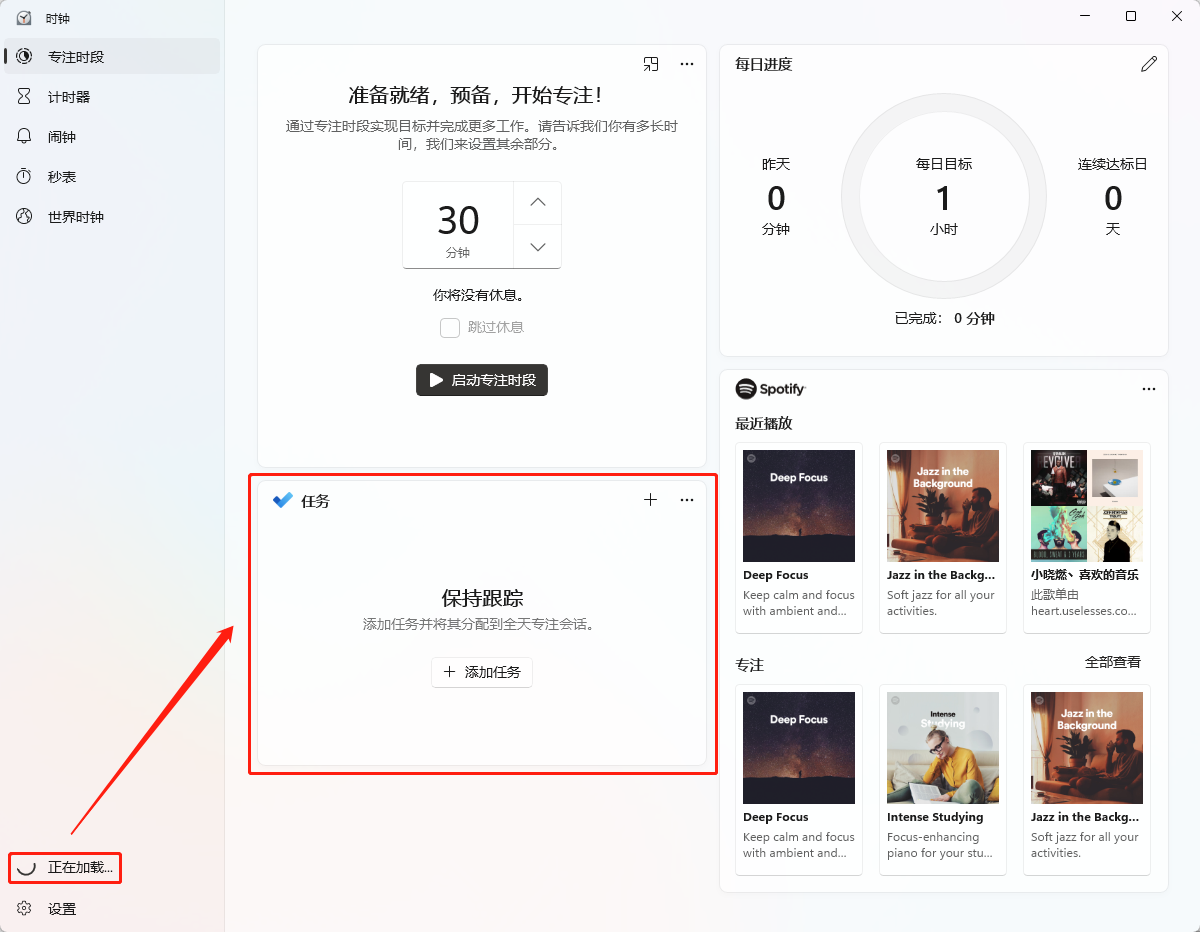 时钟
专注时段
计时器
闹钟
秒表
世界时钟
正在加载...
设置
准备就绪，预备，开始专注！
通过专注时段实现目标并完成更多工作。请告诉我们你有多长时
间，我们来设置其余部分。
30
分钟
你将没有休息。
跳过休息
启动专注时段
任务
保持跟踪
添加任务并将其分配到全天专注会话。
添加任务
每日进度
昨天
0
分钟
每日目标
1
小时
连续达标日
0
天
已完成： 0 分钟
Spotify
最近播放
Deep Focus
Jazz in the
Background
EVOLVE
Deep Focus
Keep calm and focus
with ambient and...
Jazz in the Backg...
Soft jazz for all your
activities.
小晓燃、喜欢的音乐
此歌单由
heart.uselesses.co...
专注
全部查看
Deep Focus
Intense
Studying
Jazz in the
Background
Deep Focus
Keep calm and focus
with ambient and...
Intense Studying
Focus-enhancing
piano for your stu...
Jazz in the Backg...
Soft jazz for all your
activities.